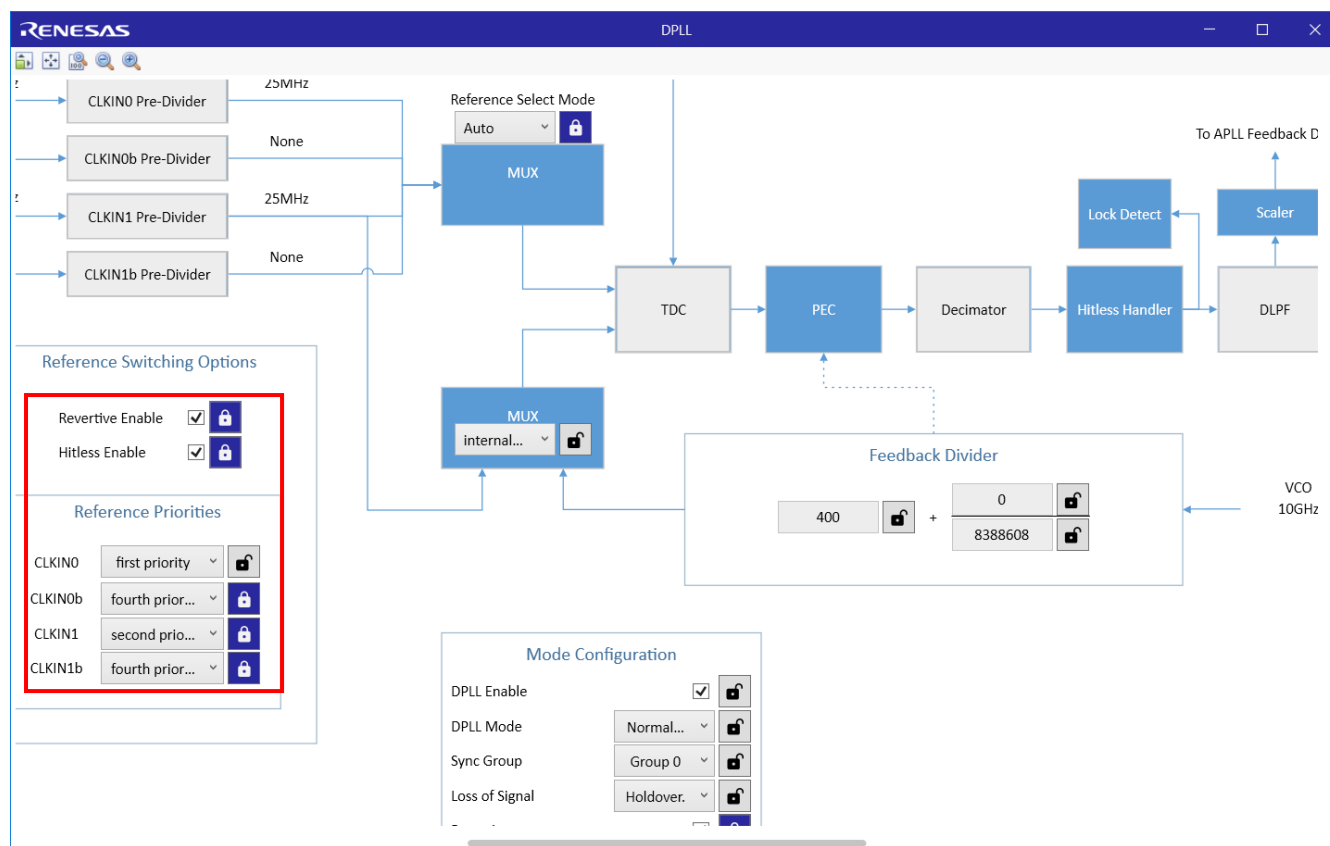 RENESAS
DPLL
25MHz
CLKIN0 Pre-Divider
None
CLKIN0b Pre-Divider
25MHz
CLKIN1 Pre-Divider
None
CLKIN1b Pre-Divider
Reference Select Mode
Auto
MUX
To APLL Feedback D
Lock Detect
Scaler
TDC
PEC
Decimator
Hitless Handler
DLPF
Reference Switching Options
Revertive Enable
Hitless Enable
Reference Priorities
CLKIN0 first priority
CLKIN0b fourth prior...
CLKIN1 second prio...
CLKIN1b fourth prior...
MUX
internal...
Feedback Divider
400 + 0
8388608
VCO
10GHz
Mode Configuration
DPLL Enable
DPLL Mode Normal...
Sync Group Group 0
Loss of Signal Holdover.